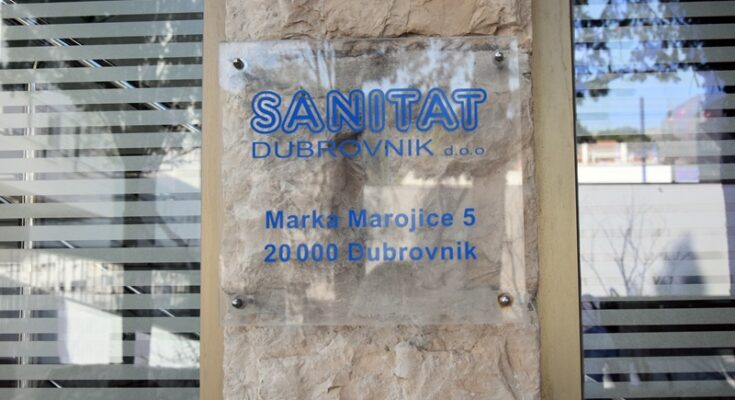 SANITAT
DUBROVNIK d.o.o
Marka Marojice 5
20 000 Dubrovnik